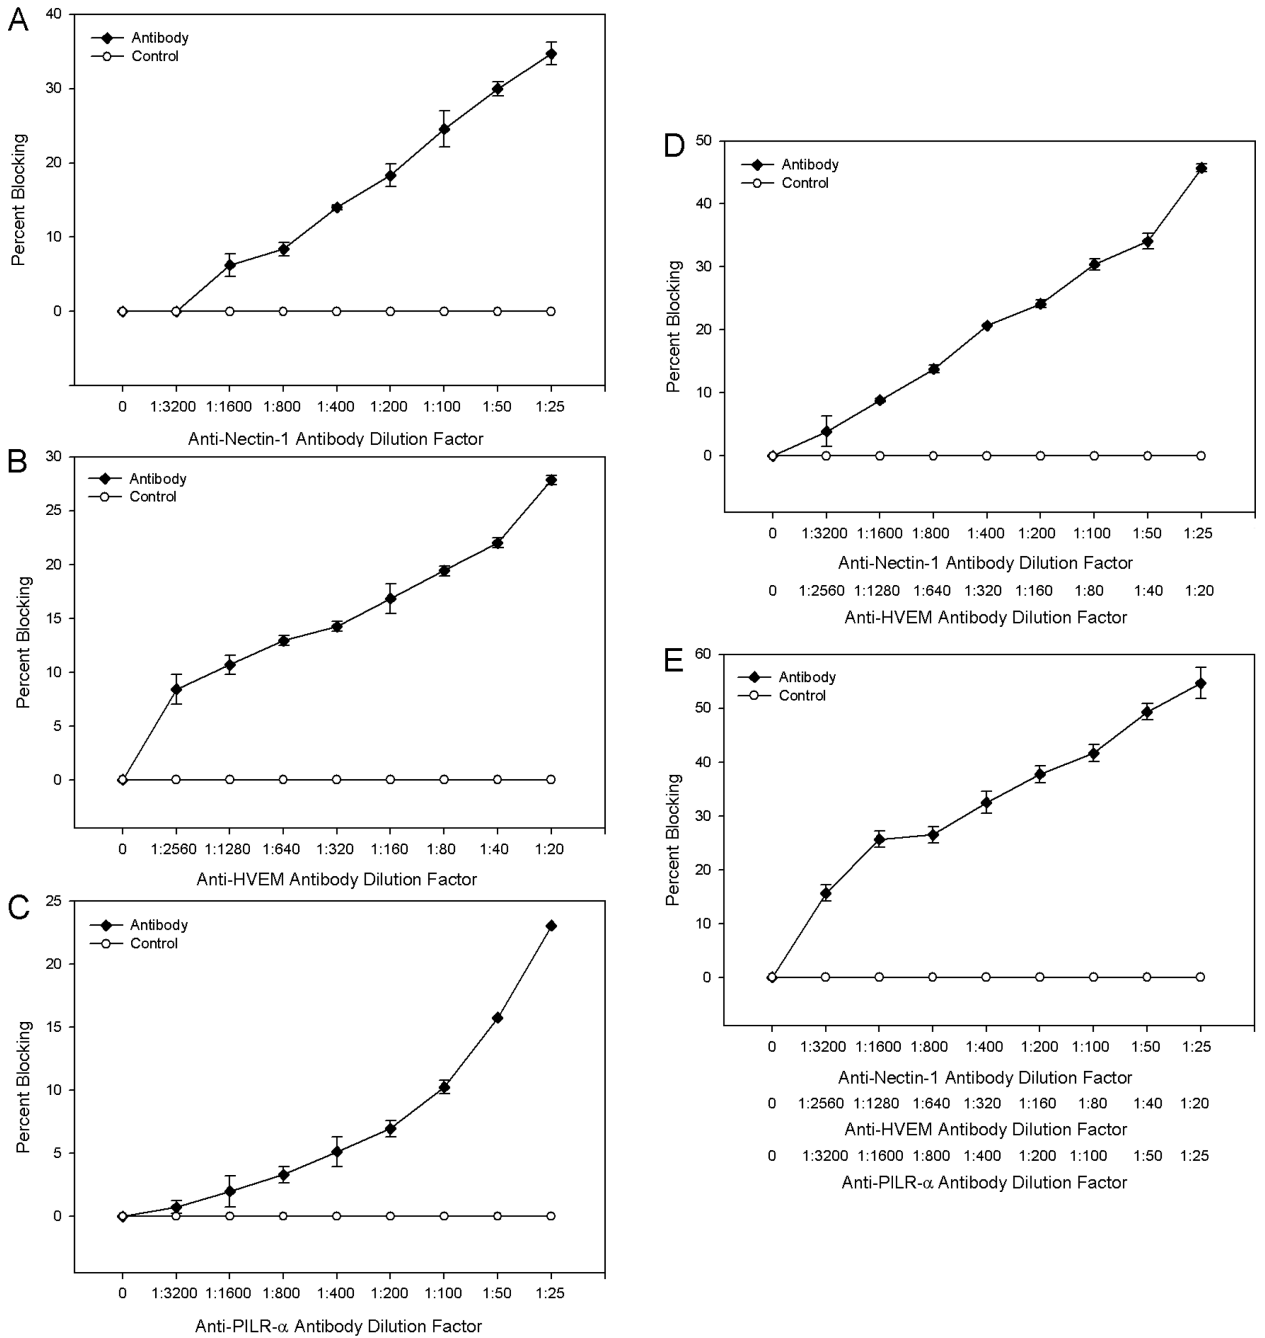 A
40
30
20
10
0
Percent Blocking
Antibody
Control
0 1:3200 1:1600 1:800 1:400 1:200 1:100 1:50 1:25
Anti-Nectin-1 Antibody Dilution Factor
B
30
25
20
15
10
5
0
Percent Blocking
Antibody
Control
0 1:2560 1:1280 1:640 1:320 1:160 1:80 1:40 1:20
Anti-HVEM Antibody Dilution Factor
C
25
20
15
10
5
0
Percent Blocking
Antibody
Control
0 1:3200 1:1600 1:800 1:400 1:200 1:100 1:50 1:25
Anti-PILR-α Antibody Dilution Factor
D
50
40
30
20
10
0
Percent Blocking
Antibody
Control
0 1:3200 1:1600 1:800 1:400 1:200 1:100 1:50 1:25
Anti-Nectin-1 Antibody Dilution Factor
0 1:2560 1:1280 1:640 1:320 1:160 1:80 1:40 1:20
Anti-HVEM Antibody Dilution Factor
E
60
50
40
30
20
10
0
Percent Blocking
Antibody
Control
0 1:3200 1:1600 1:800 1:400 1:200 1:100 1:50 1:25
Anti-Nectin-1 Antibody Dilution Factor
0 1:2560 1:1280 1:640 1:320 1:160 1:80 1:40 1:20
Anti-HVEM Antibody Dilution Factor
0 1:3200 1:1600 1:800 1:400 1:200 1:100 1:50 1:25
Anti-PILR-α Antibody Dilution Factor